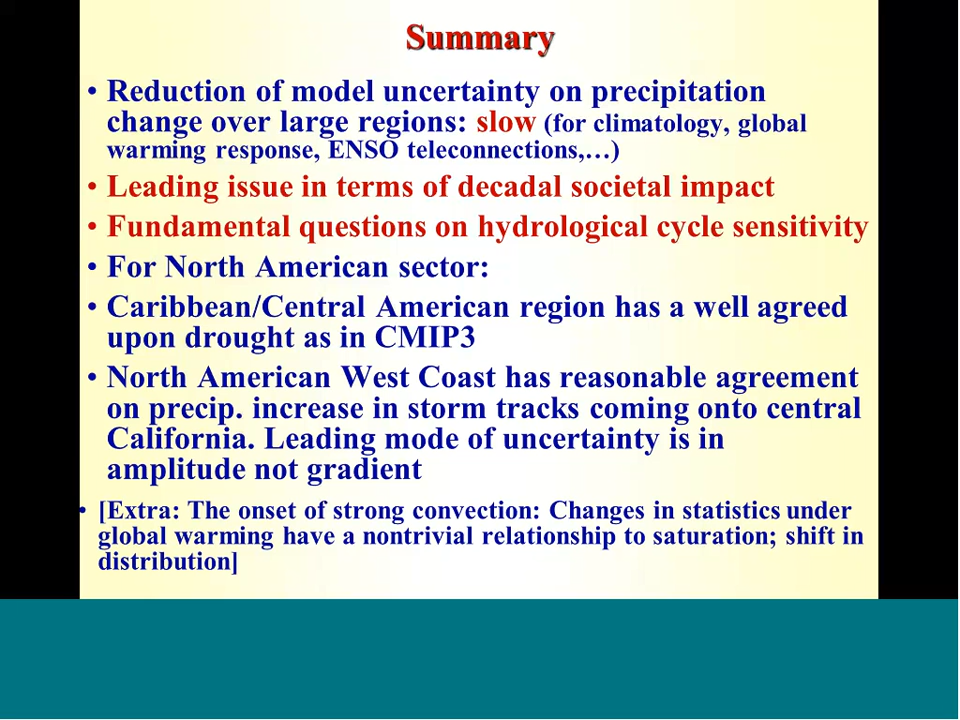 Summary
• Reduction of model uncertainty on precipitation
change over large regions: slow (for climatology, global
warming response, ENSO teleconnections,…)
• Leading issue in terms of decadal societal impact
• Fundamental questions on hydrological cycle sensitivity
• For North American sector:
• Caribbean/Central American region has a well agreed
upon drought as in CMIP3
• North American West Coast has reasonable agreement
on precip. increase in storm tracks coming onto central
California. Leading mode of uncertainty is in
amplitude not gradient
• [Extra: The onset of strong convection: Changes in statistics under
global warming have a nontrivial relationship to saturation; shift in
distribution]